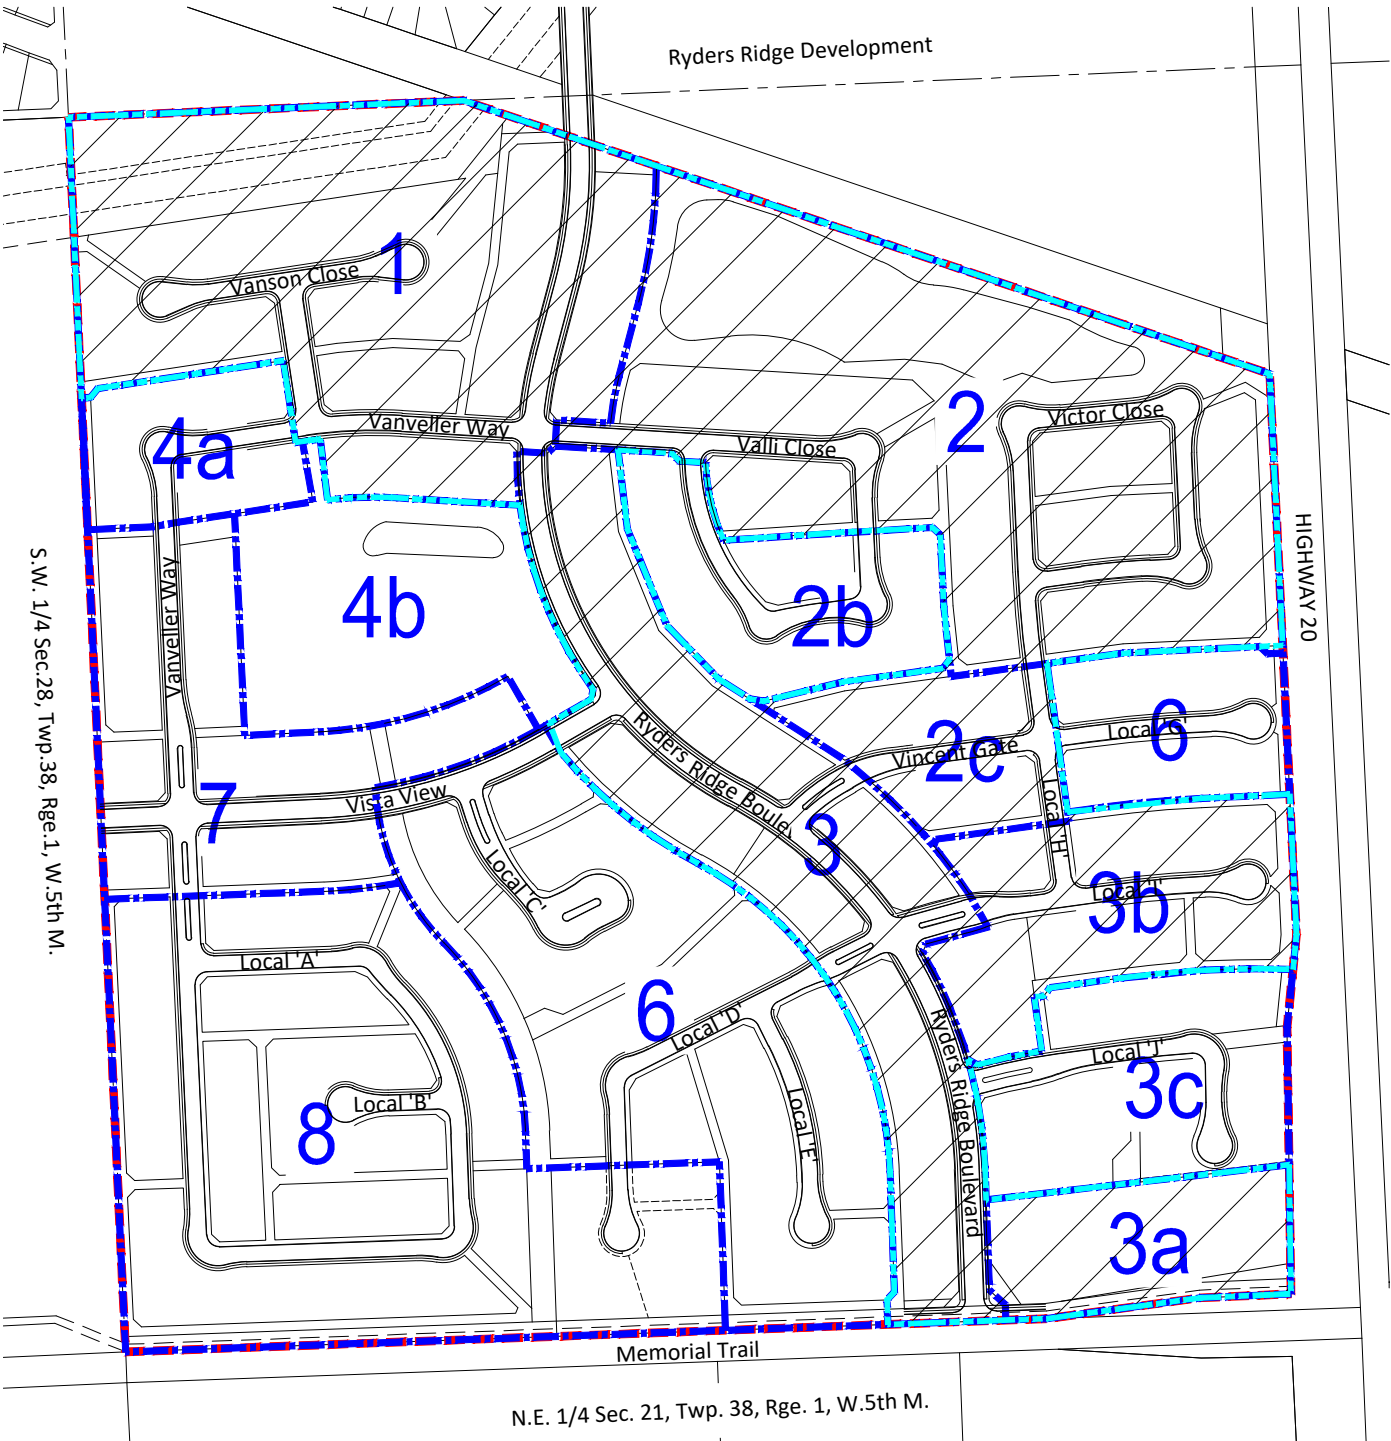 Ryders Ridge Development
1
Vanson Close
2
Victor Close
Vanveller Way
Valli Close
4a
HIGHWAY 20
S.W. 1/4 Sec.28, Twp.38, Rge.1, W.5th M.
Vanveller Way
4b
2b
6
Local 'G'
Ryders Ridge Boulevard
2c
Vincent Gate
7
Vista View
3
Local 'H'
Local 'C'
Local 'I'
3b
Local 'A'
6
Local 'D'
Ryders Ridge Boulevard
Local 'J'
3c
8
Local 'B'
Local 'E'
3a
Memorial Trail
N.E. 1/4 Sec. 21, Twp. 38, Rge. 1, W.5th M.